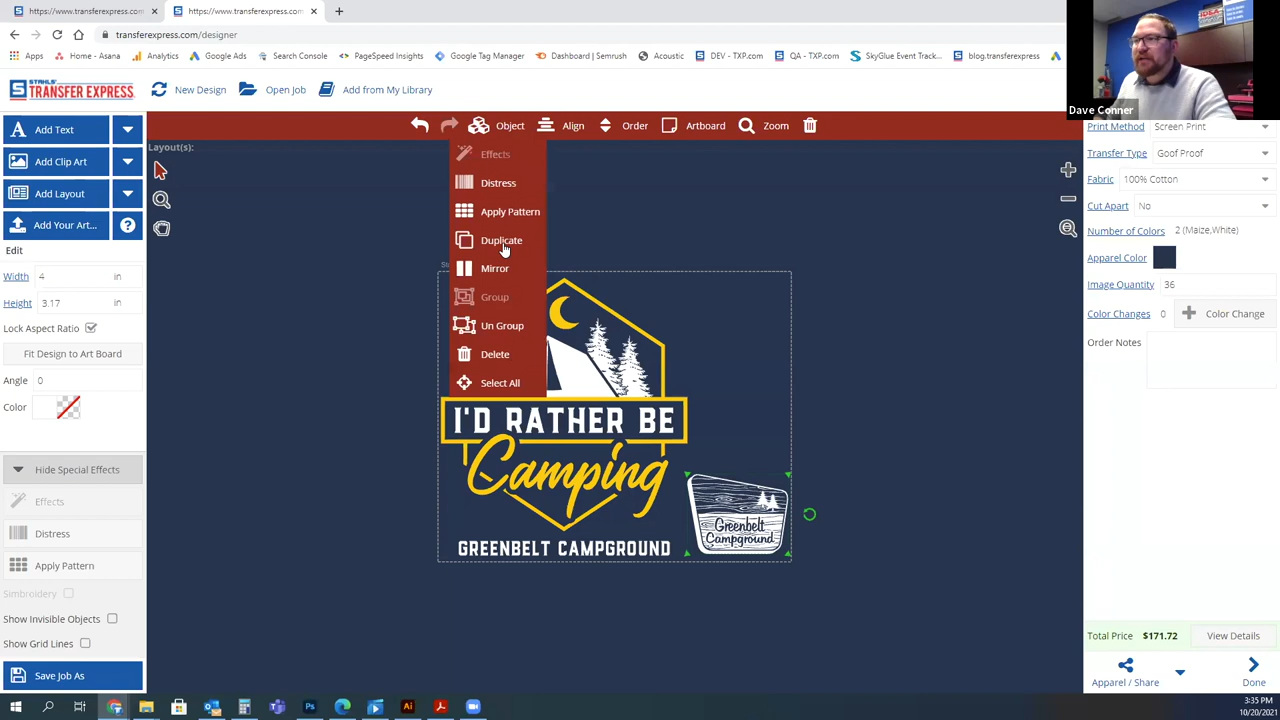 https://www.transferexpress.com/
https://www.transferexpress.com/
transferexpress.com/designer
Apps
Home - Asana
Analytics
Google Ads
Search Console
PageSpeed Insights
Google Tag Manager
Dashboard | Semrush
Acoustic
DEV - TXP.com
QA - TXP.com
SkyGlue Event Track...
blog.transferexpress
Dave Conner
STAHLS'
TRANSFER EXPRESS
New Design
Open Job
Add from My Library
Object
Align
Order
Artboard
Zoom
Layout(s):
Add Text
Add Clip Art
Add Layout
Add Your Art...
Edit
Width 4 in
Height 3.17 in
Lock Aspect Ratio
Fit Design to Art Board
Angle 0
Color
Hide Special Effects
Effects
Distress
Apply Pattern
Simbroidery
Show Invisible Objects
Show Grid Lines
Save Job As
Effects
Distress
Apply Pattern
Duplicate
Mirror
Group
Un Group
Delete
Select All
I'D RATHER BE
Camping
GREENBELT CAMPGROUND
Greenbelt
Campground
Print Method Screen Print
Transfer Type Goof Proof
Fabric 100% Cotton
Cut Apart No
Number of Colors 2 (Maize,White)
Apparel Color
Image Quantity 36
Color Changes 0 Color Change
Order Notes
Total Price $171.72 View Details
Apparel / Share
Done
3:35 PM
10/20/2021